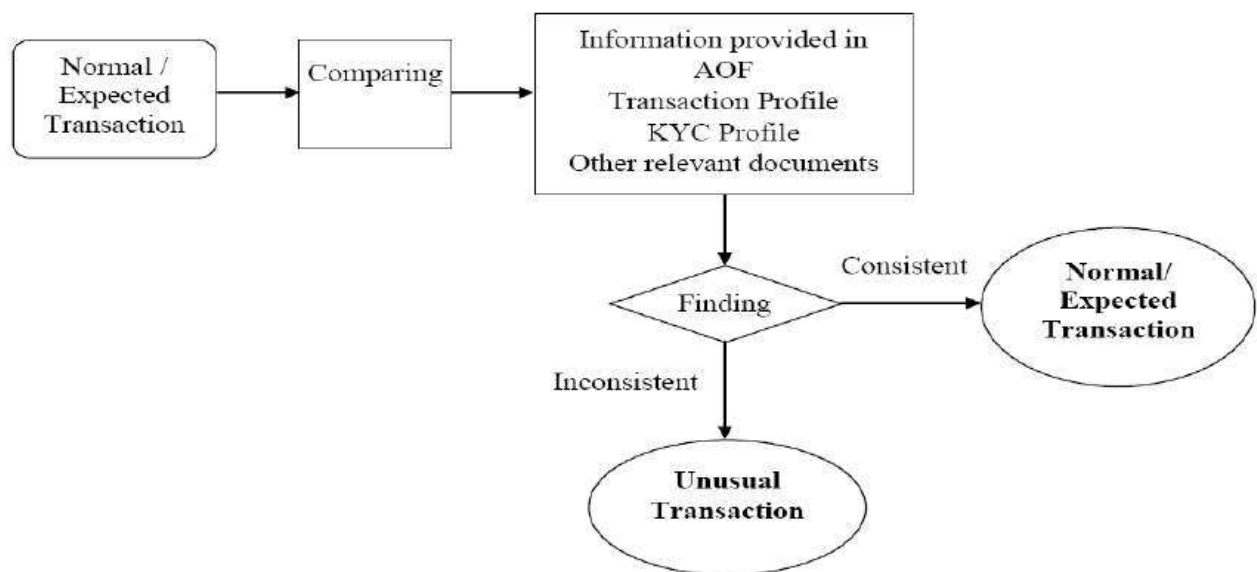 Normal /
Expected
Transaction
Comparing
Information provided in
AOF
Transaction Profile
KYC Profile
Other relevant documents
Finding
Consistent
Normal/
Expected
Transaction
Inconsistent
Unusual
Transaction